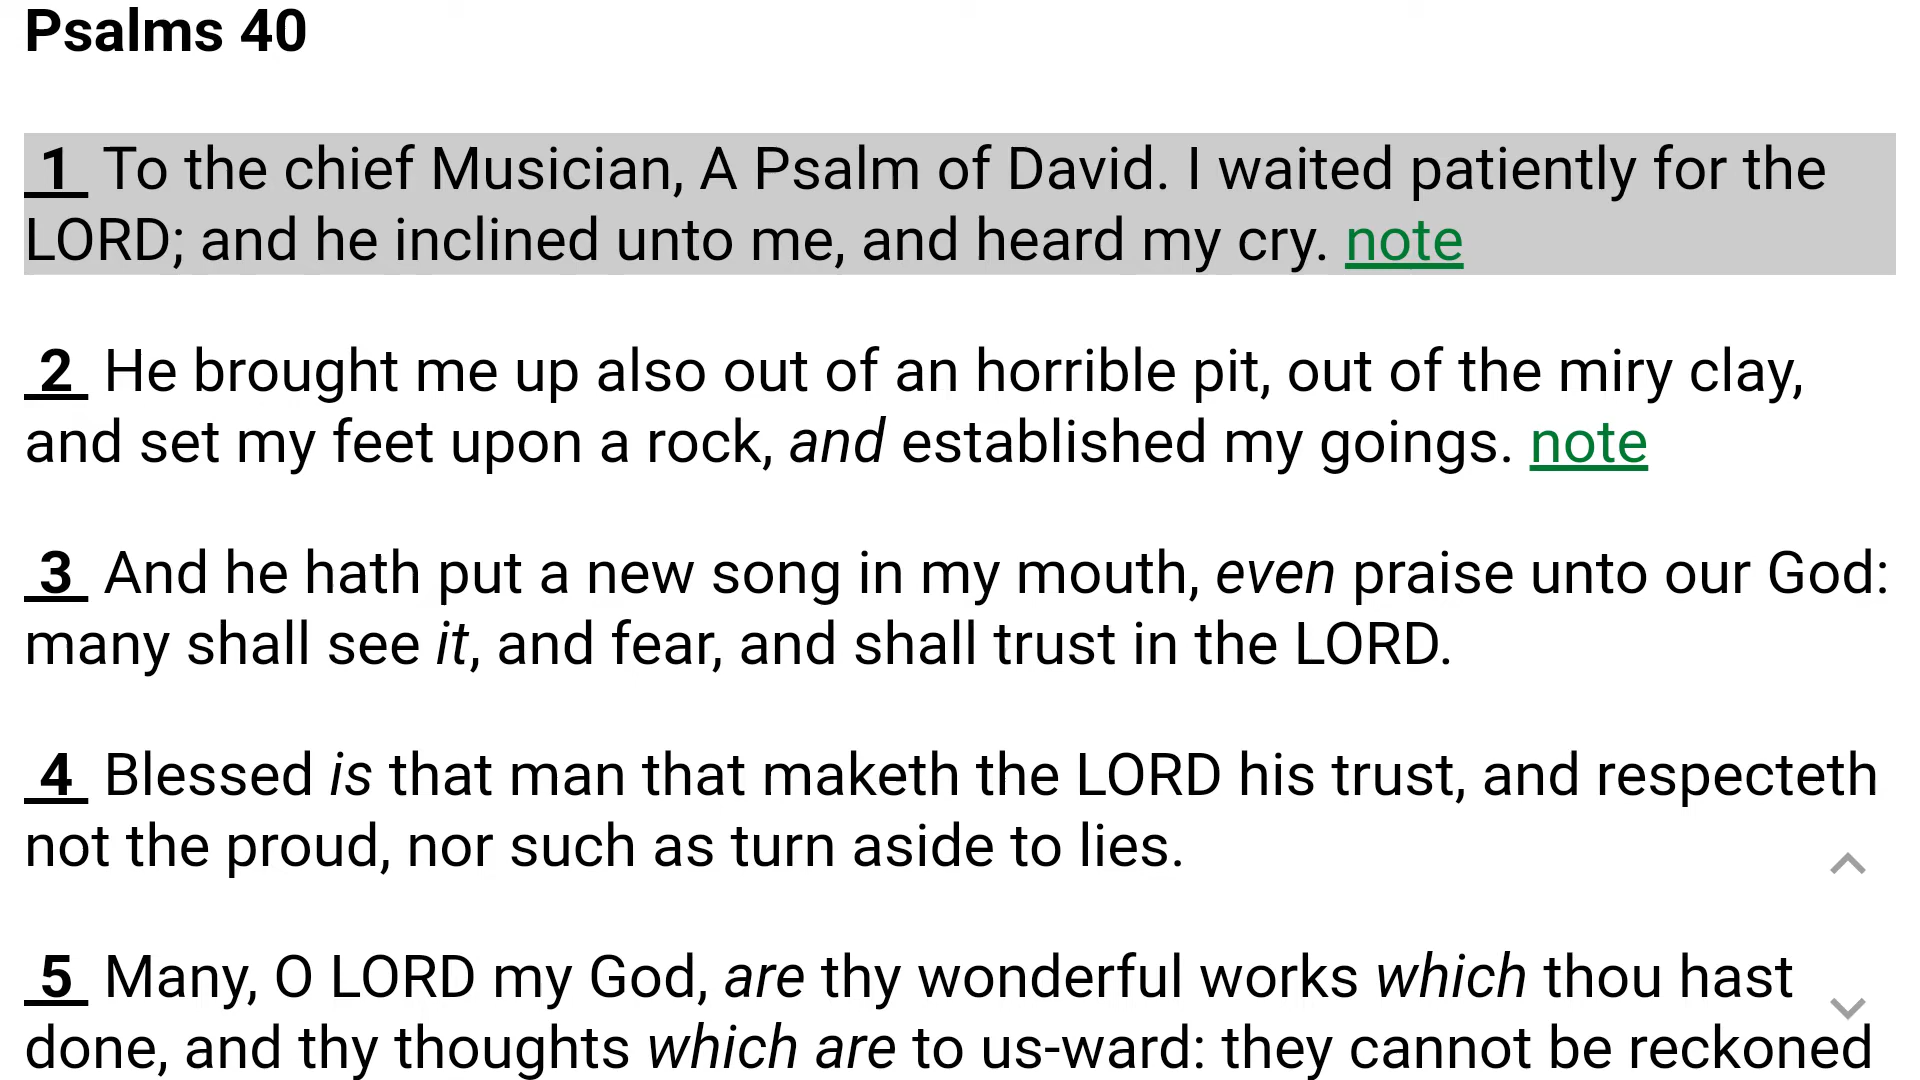 Psalms 40
1 To the chief Musician, A Psalm of David. I waited patiently for the
LORD; and he inclined unto me, and heard my cry. note
2 He brought me up also out of an horrible pit, out of the miry clay,
and set my feet upon a rock, and established my goings. note
3 And he hath put a new song in my mouth, even praise unto our God:
many shall see it, and fear, and shall trust in the LORD.
4 Blessed is that man that maketh the LORD his trust, and respecteth
not the proud, nor such as turn aside to lies.
5 Many, O LORD my God, are thy wonderful works which thou hast
done, and thy thoughts which are to us-ward: they cannot be reckoned